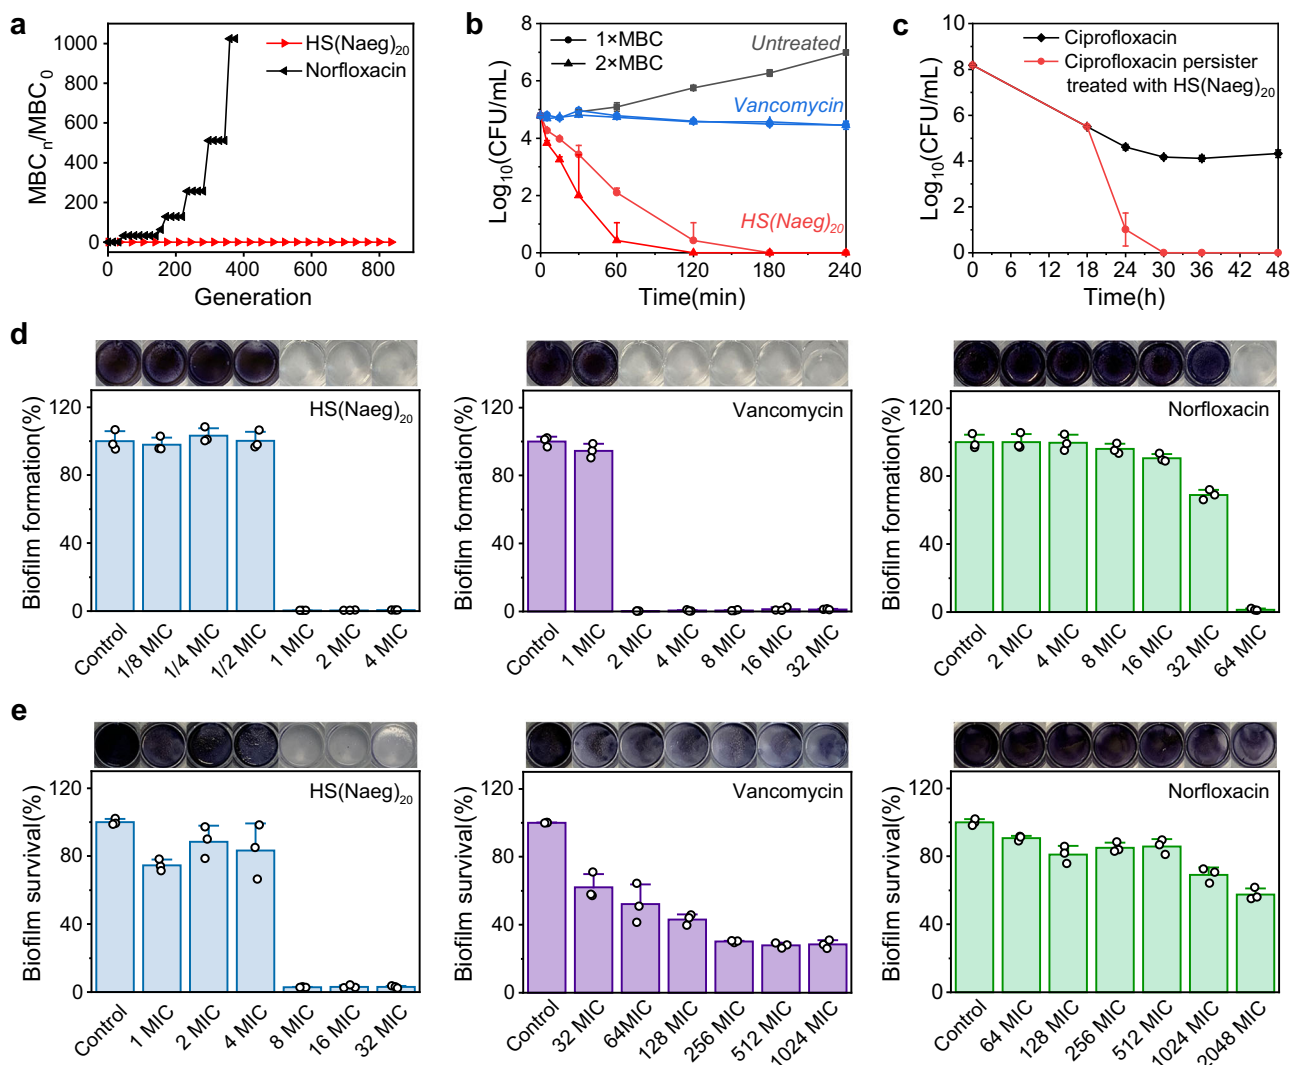 a
MBCn/MBC0
1000
800
600
400
200
0
HS(Naeg)20
Norfloxacin
0 200 400 600 800
Generation
b
Log10(CFU/mL)
8
6
4
2
0
1×MBC
2×MBC
Untreated
Vancomycin
HS(Naeg)20
0 60 120 180 240
Time(min)
c
Log10(CFU/mL)
10
8
6
4
2
0
Ciprofloxacin
Ciprofloxacin persister
treated with HS(Naeg)20
0 6 12 18 24 30 36 42 48
Time(h)
d
Biofilm formation(%)
120
80
40
0
HS(Naeg)20
Control 1/8 MIC 1/4 MIC 1/2 MIC 1 MIC 2 MIC 4 MIC
Biofilm formation(%)
120
80
40
0
Vancomycin
Control 1 MIC 2 MIC 4 MIC 8 MIC 16 MIC 32 MIC
Biofilm formation(%)
120
80
40
0
Norfloxacin
Control 2 MIC 4 MIC 8 MIC 16 MIC 32 MIC 64 MIC
e
Biofilm survival(%)
120
80
40
0
HS(Naeg)20
Control 1 MIC 2 MIC 4 MIC 8 MIC 16 MIC 32 MIC
Biofilm survival(%)
120
80
40
0
Vancomycin
Control 32 MIC 64MIC 128 MIC 256 MIC 512 MIC 1024 MIC
Biofilm survival(%)
120
80
40
0
Norfloxacin
Control 64 MIC 128 MIC 256 MIC 512 MIC 1024 MIC 2048 MIC